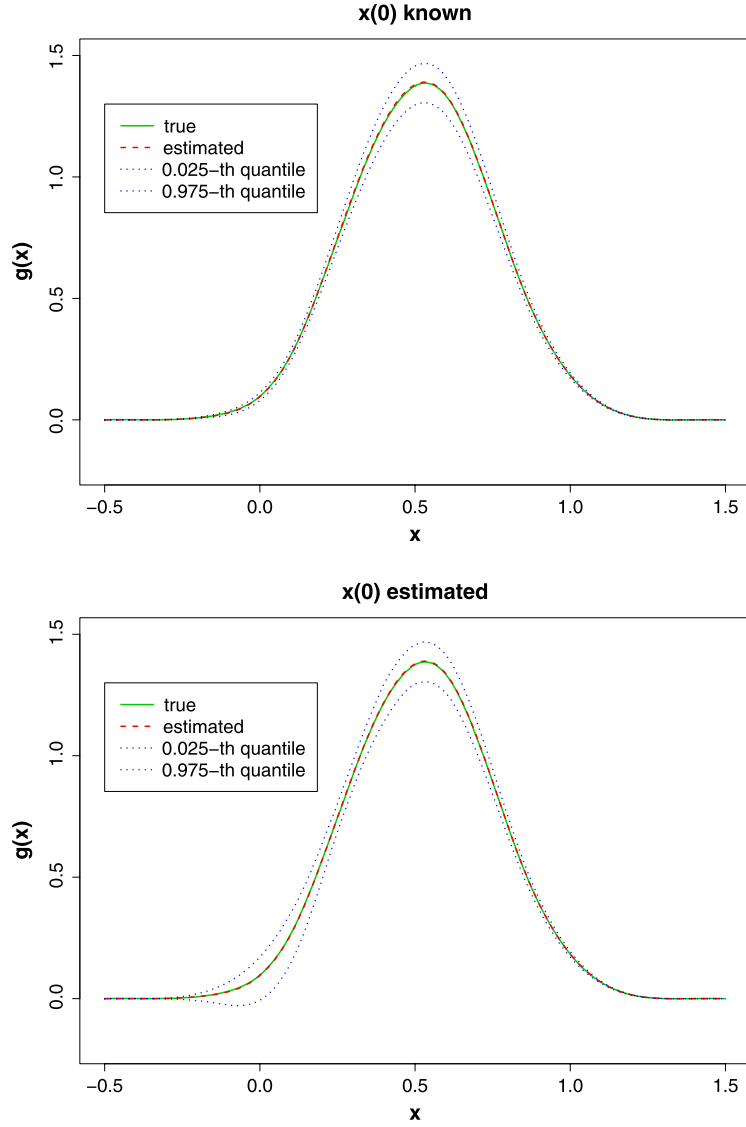 x(0) known
1.5
1.0
0.5
0.0
g(x)
true
estimated
0.025−th quantile
0.975−th quantile
−0.5 0.0 0.5 1.0 1.5
x
x(0) estimated
1.5
1.0
0.5
0.0
g(x)
true
estimated
0.025−th quantile
0.975−th quantile
−0.5 0.0 0.5 1.0 1.5
x